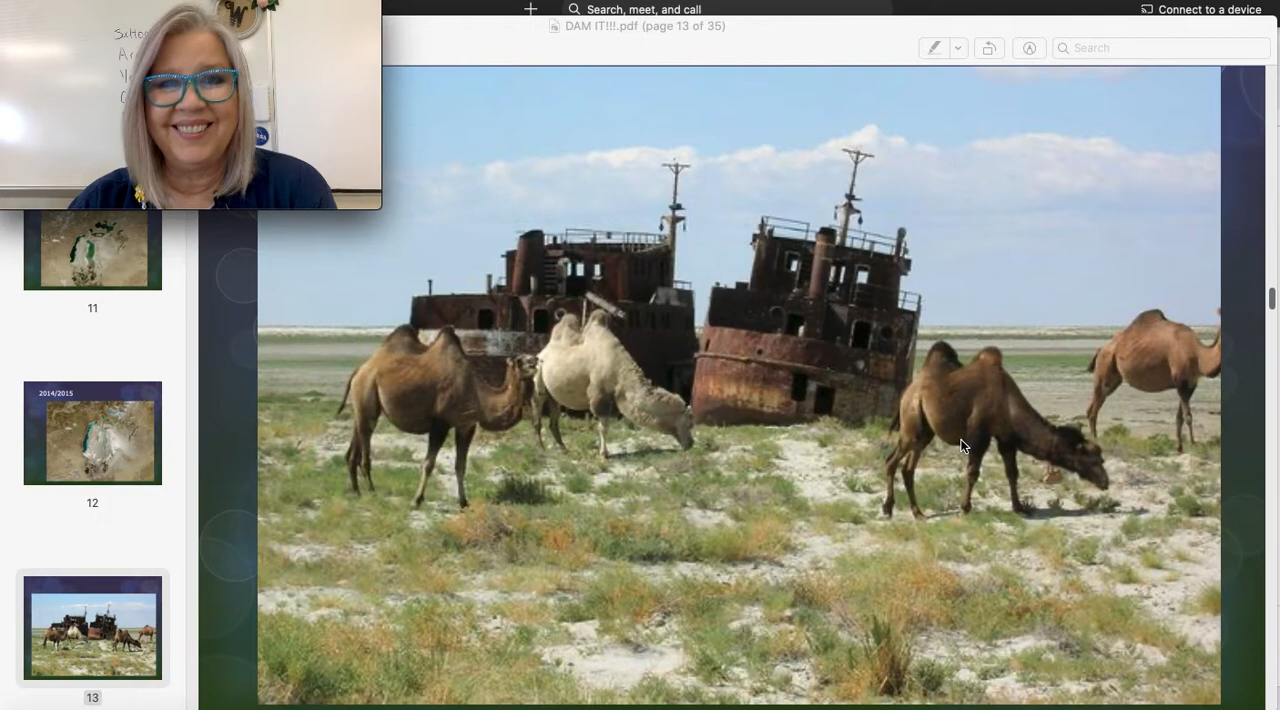 Search, meet, and call
Connect to a device
DAM IT!!!.pdf (page 13 of 35)
Search
W
11
2014/2015
12
13